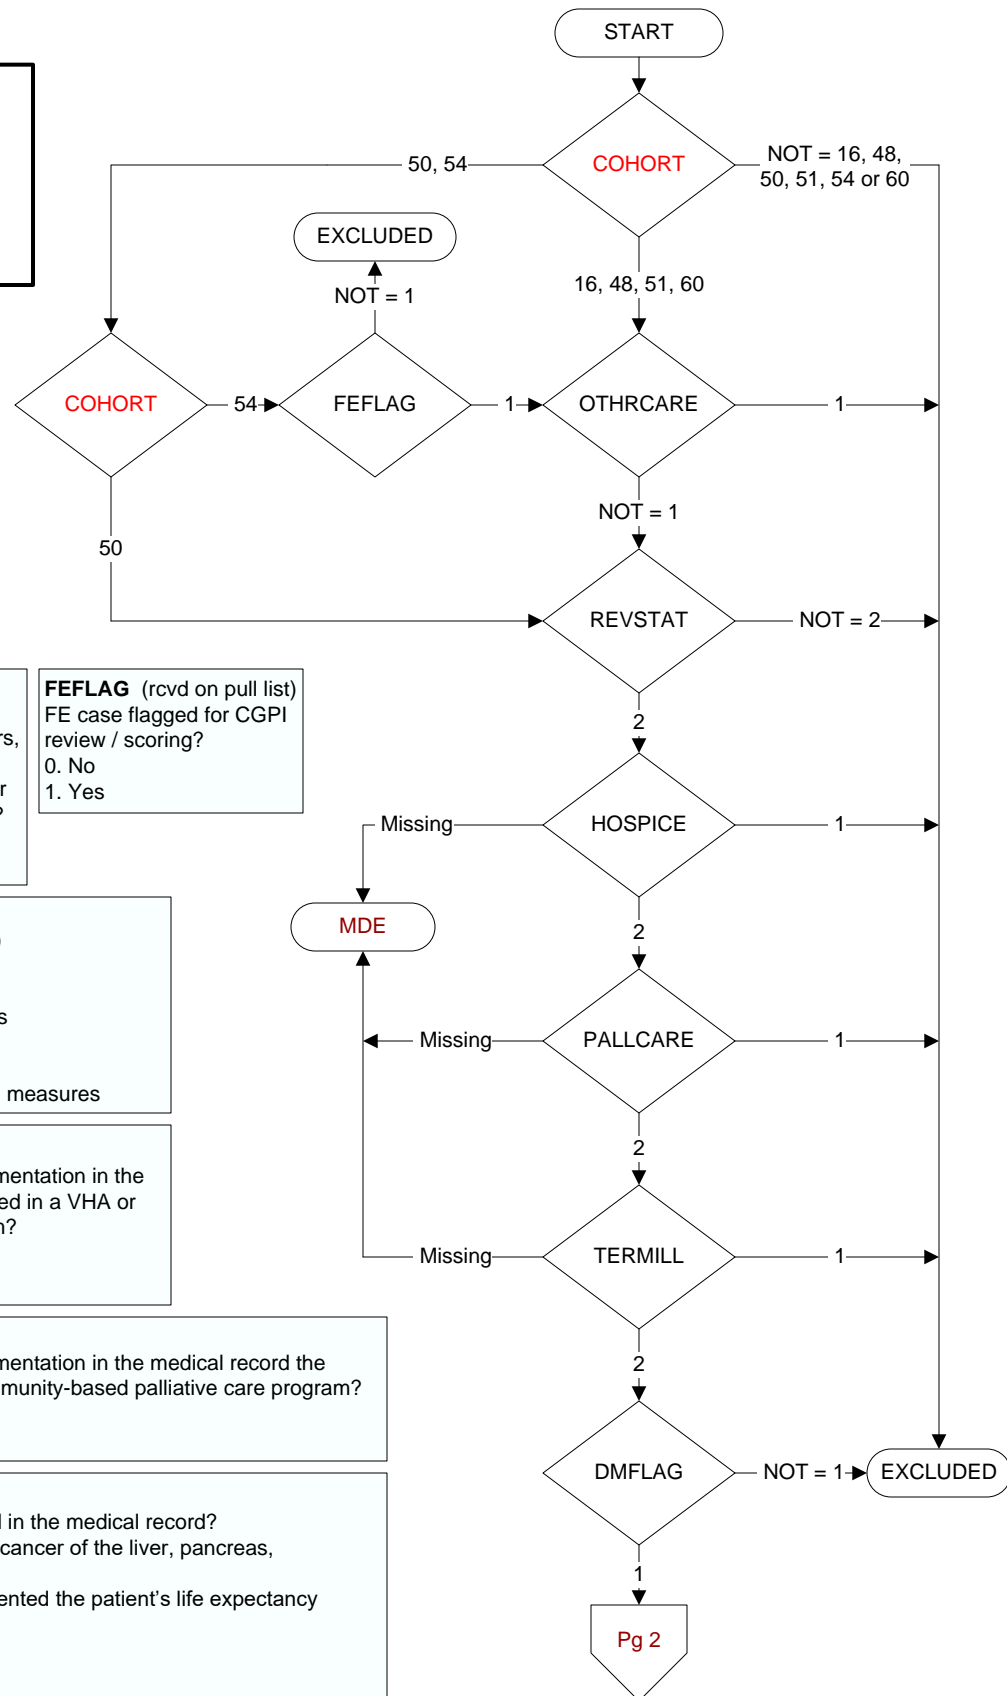 START
COHORT
50, 54
NOT = 16, 48,
50, 51, 54 or 60
EXCLUDED
NOT = 1
16, 48, 51, 60
COHORT
54
FEFLAG
1
OTHRCARE
1
NOT = 1
50
REVSTAT
NOT = 2
FEFLAG (rcvd on pull list)
FE case flagged for CGPI
review / scoring?
0. No
1. Yes
rs,
r
?
2
Missing
HOSPICE
1
MDE
2
)
s
measures
Missing
PALLCARE
1
2
mentation in the
ed in a VHA or
n?
Missing
TERMILL
1
2
mentation in the medical record the
mmunity-based palliative care program?
DMFLAG
NOT = 1
EXCLUDED
l in the medical record?
cancer of the liver, pancreas,
ented the patient's life expectancy
1
Pg 2